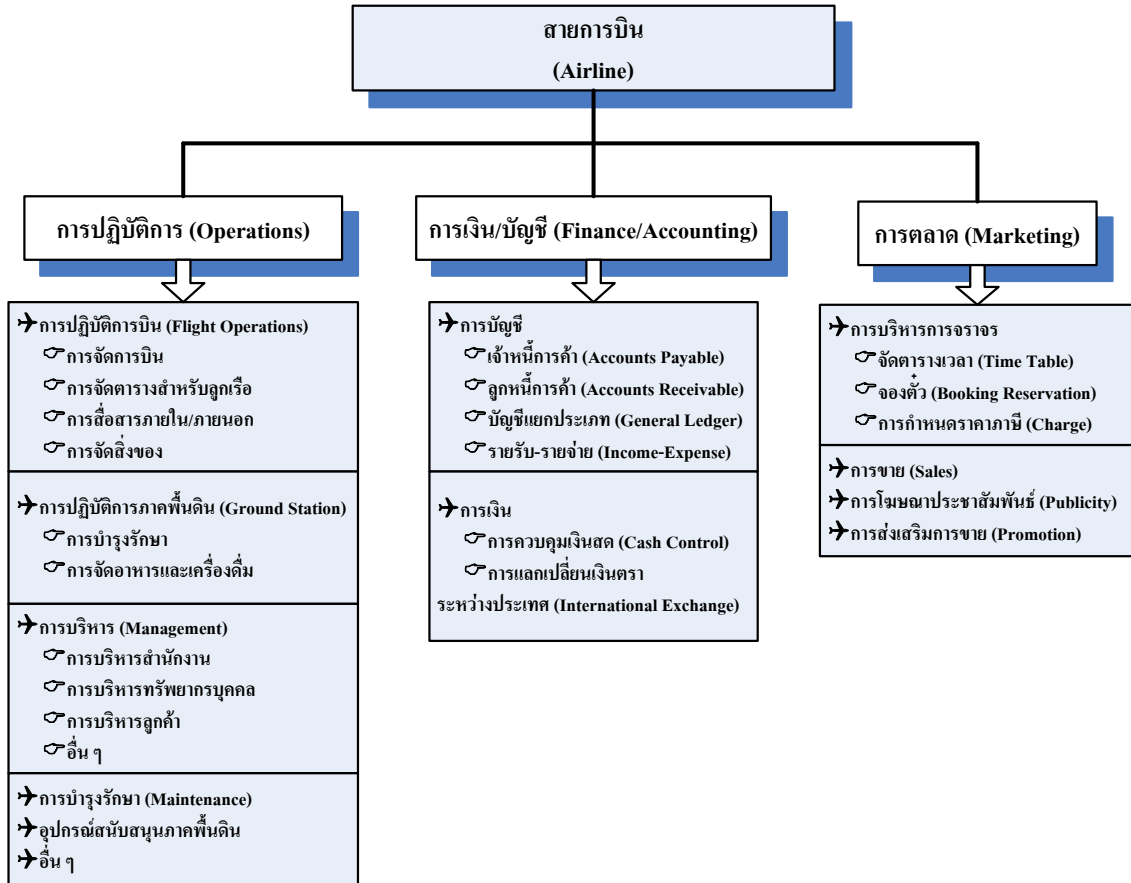 สายการบิน
(Airline)
การปฏิบัติการ (Operations)
การปฏิบัติการบิน (Flight Operations)
การจัดการบิน
การจัดตารางสำหรับลูกเรือ
การสื่อสารภายใน/ภายนอก
การจัดสิ่งของ
การปฏิบัติการภาคพื้นดิน (Ground Station)
การบำรุงรักษา
การจัดอาหารและเครื่องดื่ม
การบริหาร (Management)
การบริหารสำนักงาน
การบริหารทรัพยากรบุคคล
การบริหารลูกค้า
อื่น ๆ
การบำรุงรักษา (Maintenance)
อุปกรณ์สนับสนุนภาคพื้นดิน
อื่น ๆ
การเงิน/บัญชี (Finance/Accounting)
การบัญชี
เจ้าหนี้การค้า (Accounts Payable)
ลูกหนี้การค้า (Accounts Receivable)
บัญชีแยกประเภท (General Ledger)
รายรับ-รายจ่าย (Income-Expense)
การเงิน
การควบคุมเงินสด (Cash Control)
การแลกเปลี่ยนเงินตรา
ระหว่างประเทศ (International Exchange)
การตลาด (Marketing)
การบริหารการจราจร
จัดตารางเวลา (Time Table)
จองตั๋ว (Booking Reservation)
การกำหนดราคาภาษี (Charge)
การขาย (Sales)
การโฆษณาประชาสัมพันธ์ (Publicity)
การส่งเสริมการขาย (Promotion)